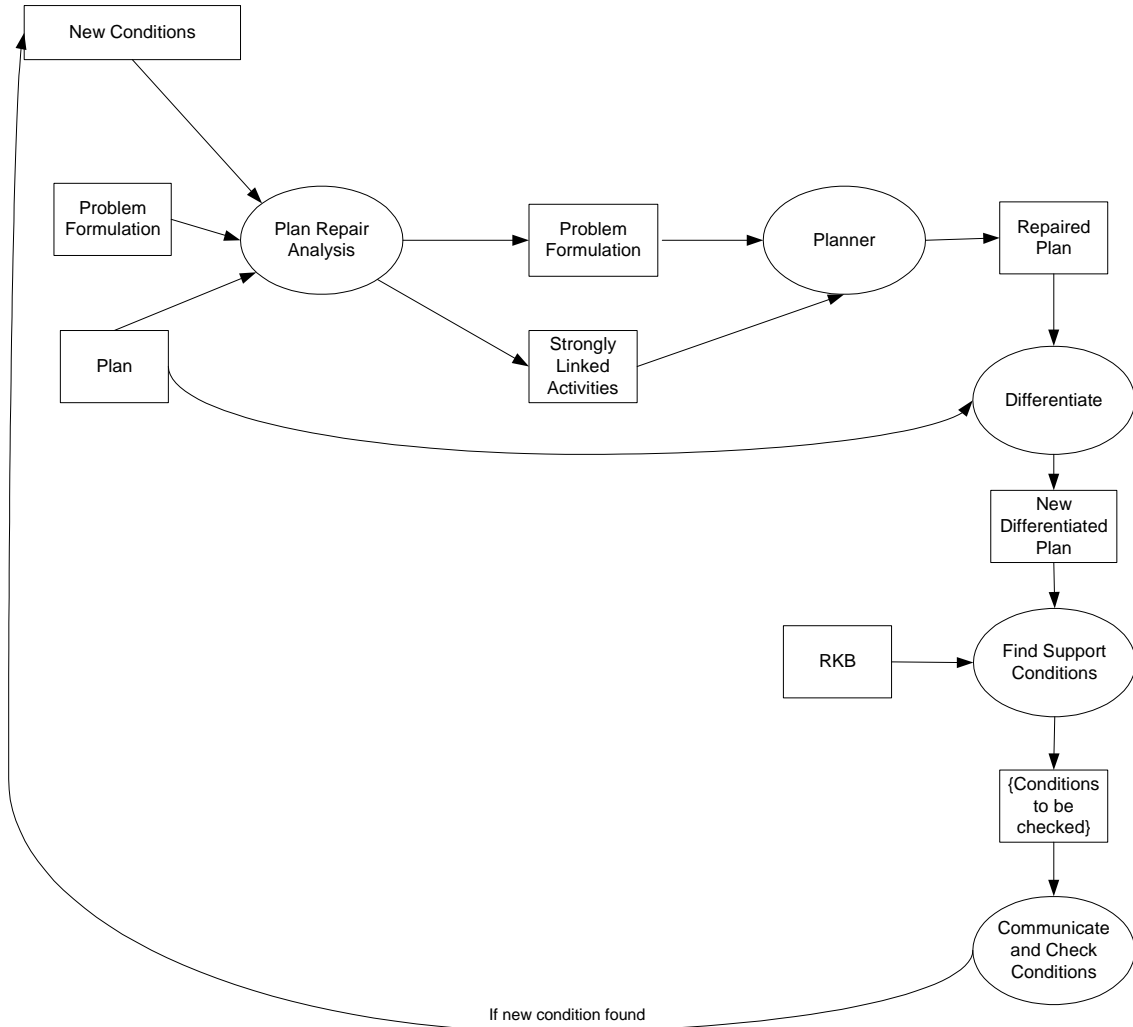 New Conditions
Problem
Formulation
Plan Repair
Analysis
Problem
Formulation
Planner
Repaired
Plan
Plan
Strongly
Linked
Activities
Differentiate
New
Differentiated
Plan
RKB
Find Support
Conditions
{Conditions
to be
checked}
Communicate
and Check
Conditions
If new condition found